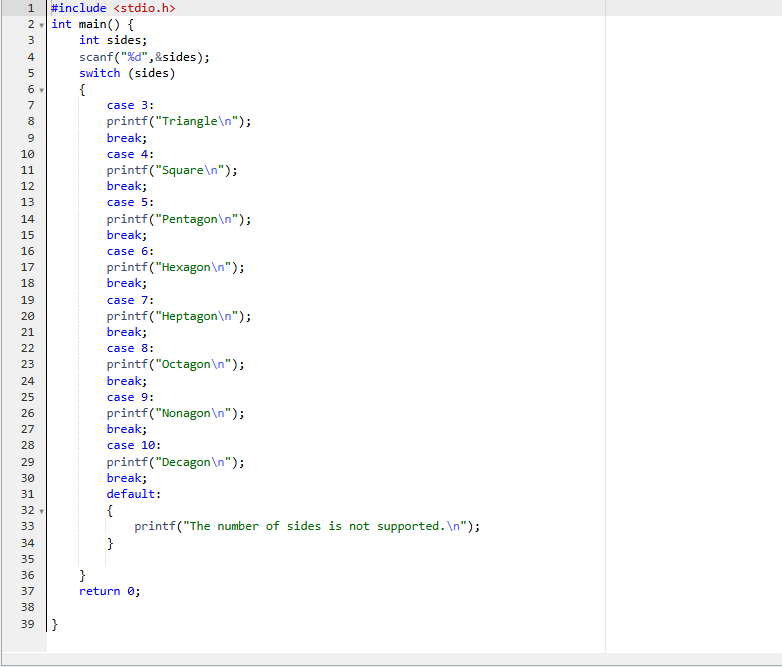 1 #include <stdio.h>
2 int main() {
3 int sides;
4 scanf("%d",&sides);
5 switch (sides)
6 {
7 case 3:
8 printf("Triangle\n");
9 break;
10 case 4:
11 printf("Square\n");
12 break;
13 case 5:
14 printf("Pentagon\n");
15 break;
16 case 6:
17 printf("Hexagon\n");
18 break;
19 case 7:
20 printf("Heptagon\n");
21 break;
22 case 8:
23 printf("Octagon\n");
24 break;
25 case 9:
26 printf("Nonagon\n");
27 break;
28 case 10:
29 printf("Decagon\n");
30 break;
31 default:
32 {
33 printf("The number of sides is not supported.\n");
34 }
35
36 }
37 return 0;
38
39 }